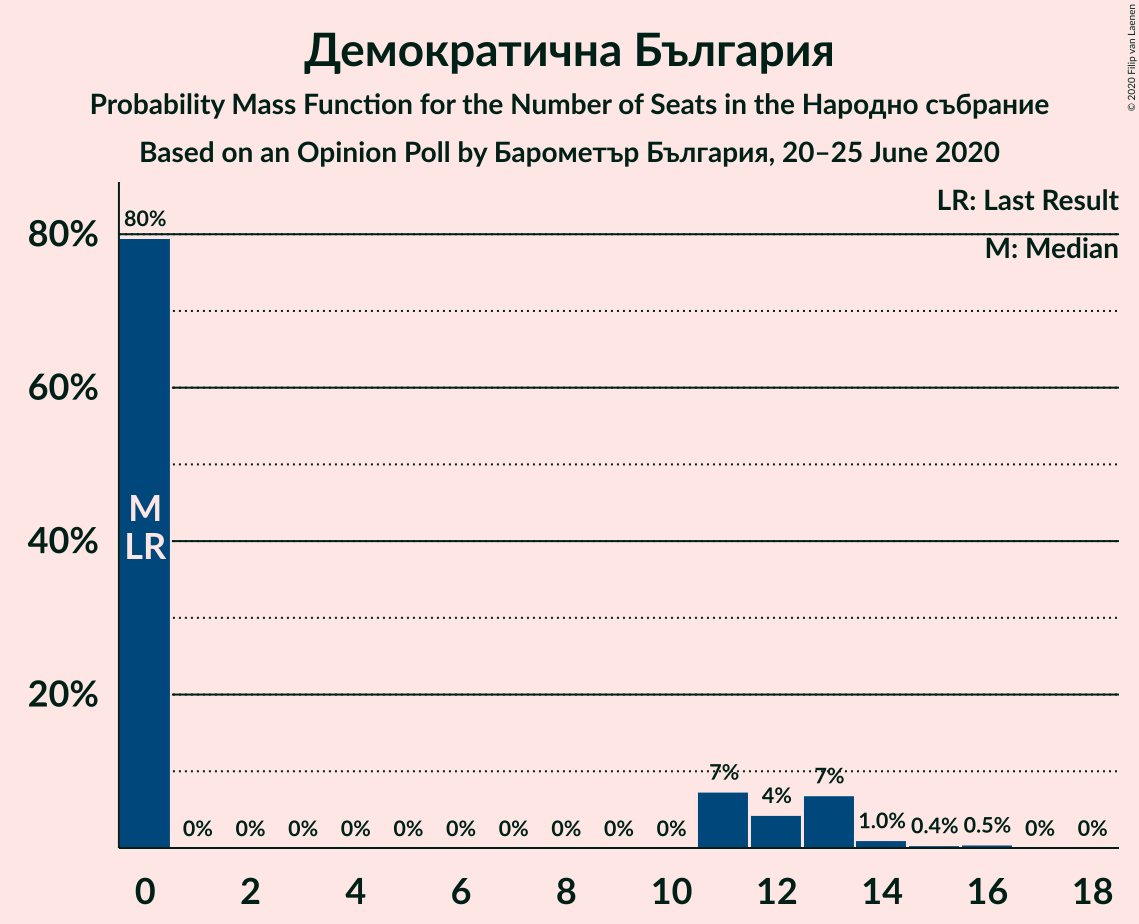 Демократична България
Probability Mass Function for the Number of Seats in the Народно събрание
Based on an Opinion Poll by Барометър България, 20–25 June 2020
© 2020 Filip van Laenen
LR: Last Result
M: Median
80%
60%
40%
20%
80%
M
LR
0% 0% 0% 0% 0% 0% 0% 0% 0% 0% 7% 4% 7% 1.0% 0.4% 0.5% 0% 0%
0 2 4 6 8 10 12 14 16 18